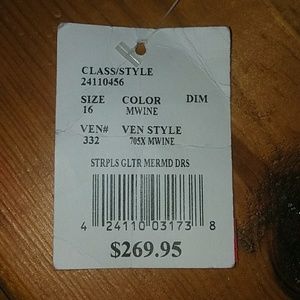 CLASS/STYLE
24110456
SIZE COLOR DIM
16 MWINE
VEN# VEN STYLE
332 705X MWINE
STRPLS GLTR MERMD DRS
4 24110 03173 8
$269.95